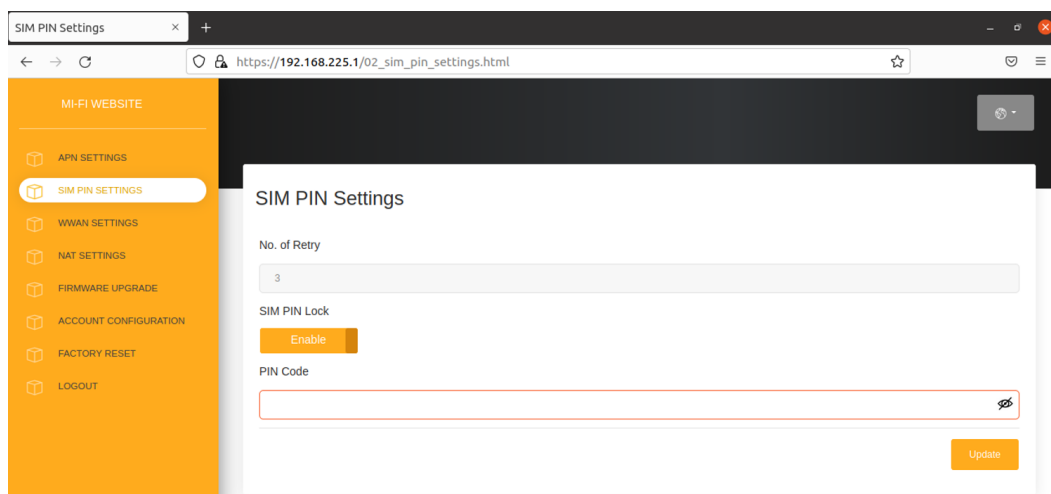 SIM PIN Settings
https://192.168.225.1/02_sim_pin_settings.html
MI-FI WEBSITE
APN SETTINGS
SIM PIN SETTINGS
WWAN SETTINGS
NAT SETTINGS
FIRMWARE UPGRADE
ACCOUNT CONFIGURATION
FACTORY RESET
LOGOUT
SIM PIN Settings
No. of Retry
3
SIM PIN Lock
Enable
PIN Code
Update